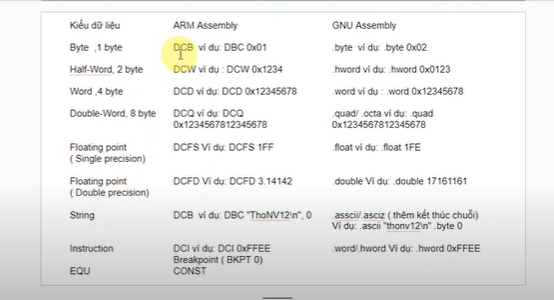 Kiểu dữ liệu ARM Assembly GNU Assembly
Byte ,1 byte DCB ví dụ: DBC 0x01 .byte ví dụ: .byte 0x02
Half-Word, 2 byte DCW ví dụ : DCW 0x1234 .hword ví dụ: .hword 0x0123
Word ,4 byte DCD ví dụ: DCD 0x12345678 .word ví dụ : .word 0x12345678
Double-Word, 8 byte DCQ Ví dụ: DCQ .quad/ .octa ví dụ: .quad
0x1234567812345678 0x1234567812345678
Floating point DCFS Ví dụ: DCFS 1FF .float ví dụ: .float 1FE
( Single precision)
Floating point DCFD Ví dụ: DCFD 3.14142 .double Ví dụ: .double 17161161
( Double precision)
String DCB ví dụ: DBC "ThoNV12\n", 0 .asscii/.asciz ( thêm kết thúc chuỗi)
Ví dụ: .ascii "thonv12\n" .byte 0
Instruction DCI ví dụ: DCI 0xFFEE .word/.hword Ví dụ: .hword 0xFFEE
Breakpoint ( BKPT 0)
EQU CONST